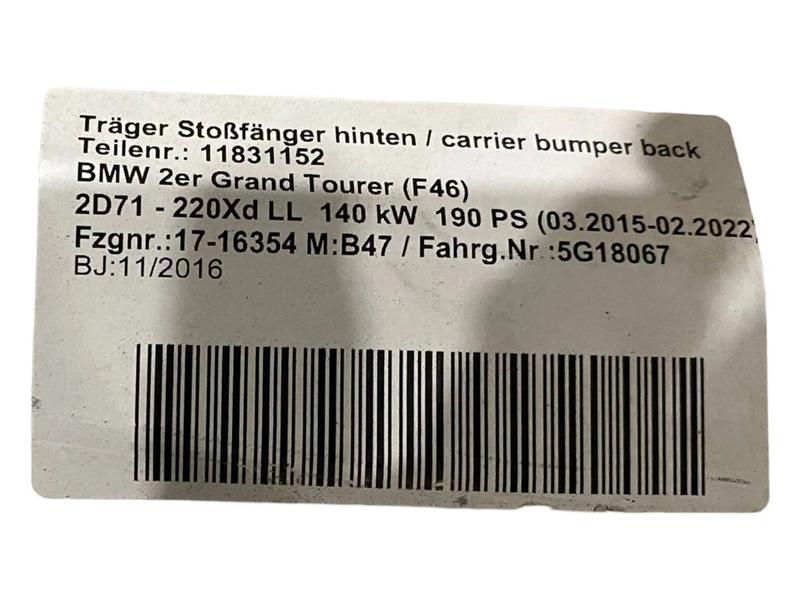 Träger Stoßfänger hinten / carrier bumper back
Teilenr.: 11831152
BMW 2er Grand Tourer (F46)
2D71 - 220Xd LL 140 kW 190 PS (03.2015-02.2022)
Fzgnr.:17-16354 M:B47 / Fahrg.Nr.:5G18067
BJ:11/2016